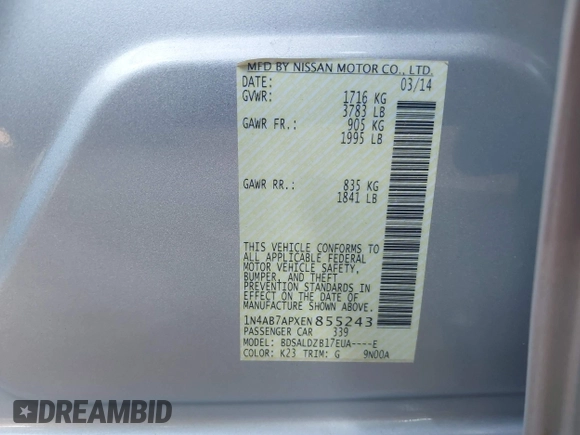 MFD BY NISSAN MOTOR CO., LTD.
DATE: 03/14
GVWR: 1716 KG
3783 LB
GAWR FR.: 905 KG
1995 LB
GAWR RR.: 835 KG
1841 LB
THIS VEHICLE CONFORMS TO
ALL APPLICABLE FEDERAL
MOTOR VEHICLE SAFETY,
BUMPER, AND THEFT
PREVENTION STANDARDS IN
EFFECT ON THE DATE OF
MANUFACTURE SHOWN ABOVE.
1N4AB7APXEN855243
PASSENGER CAR 339
MODEL: BDSALDZB17EUA----E
COLOR: K23 TRIM: G 9N00A
DREAMBID